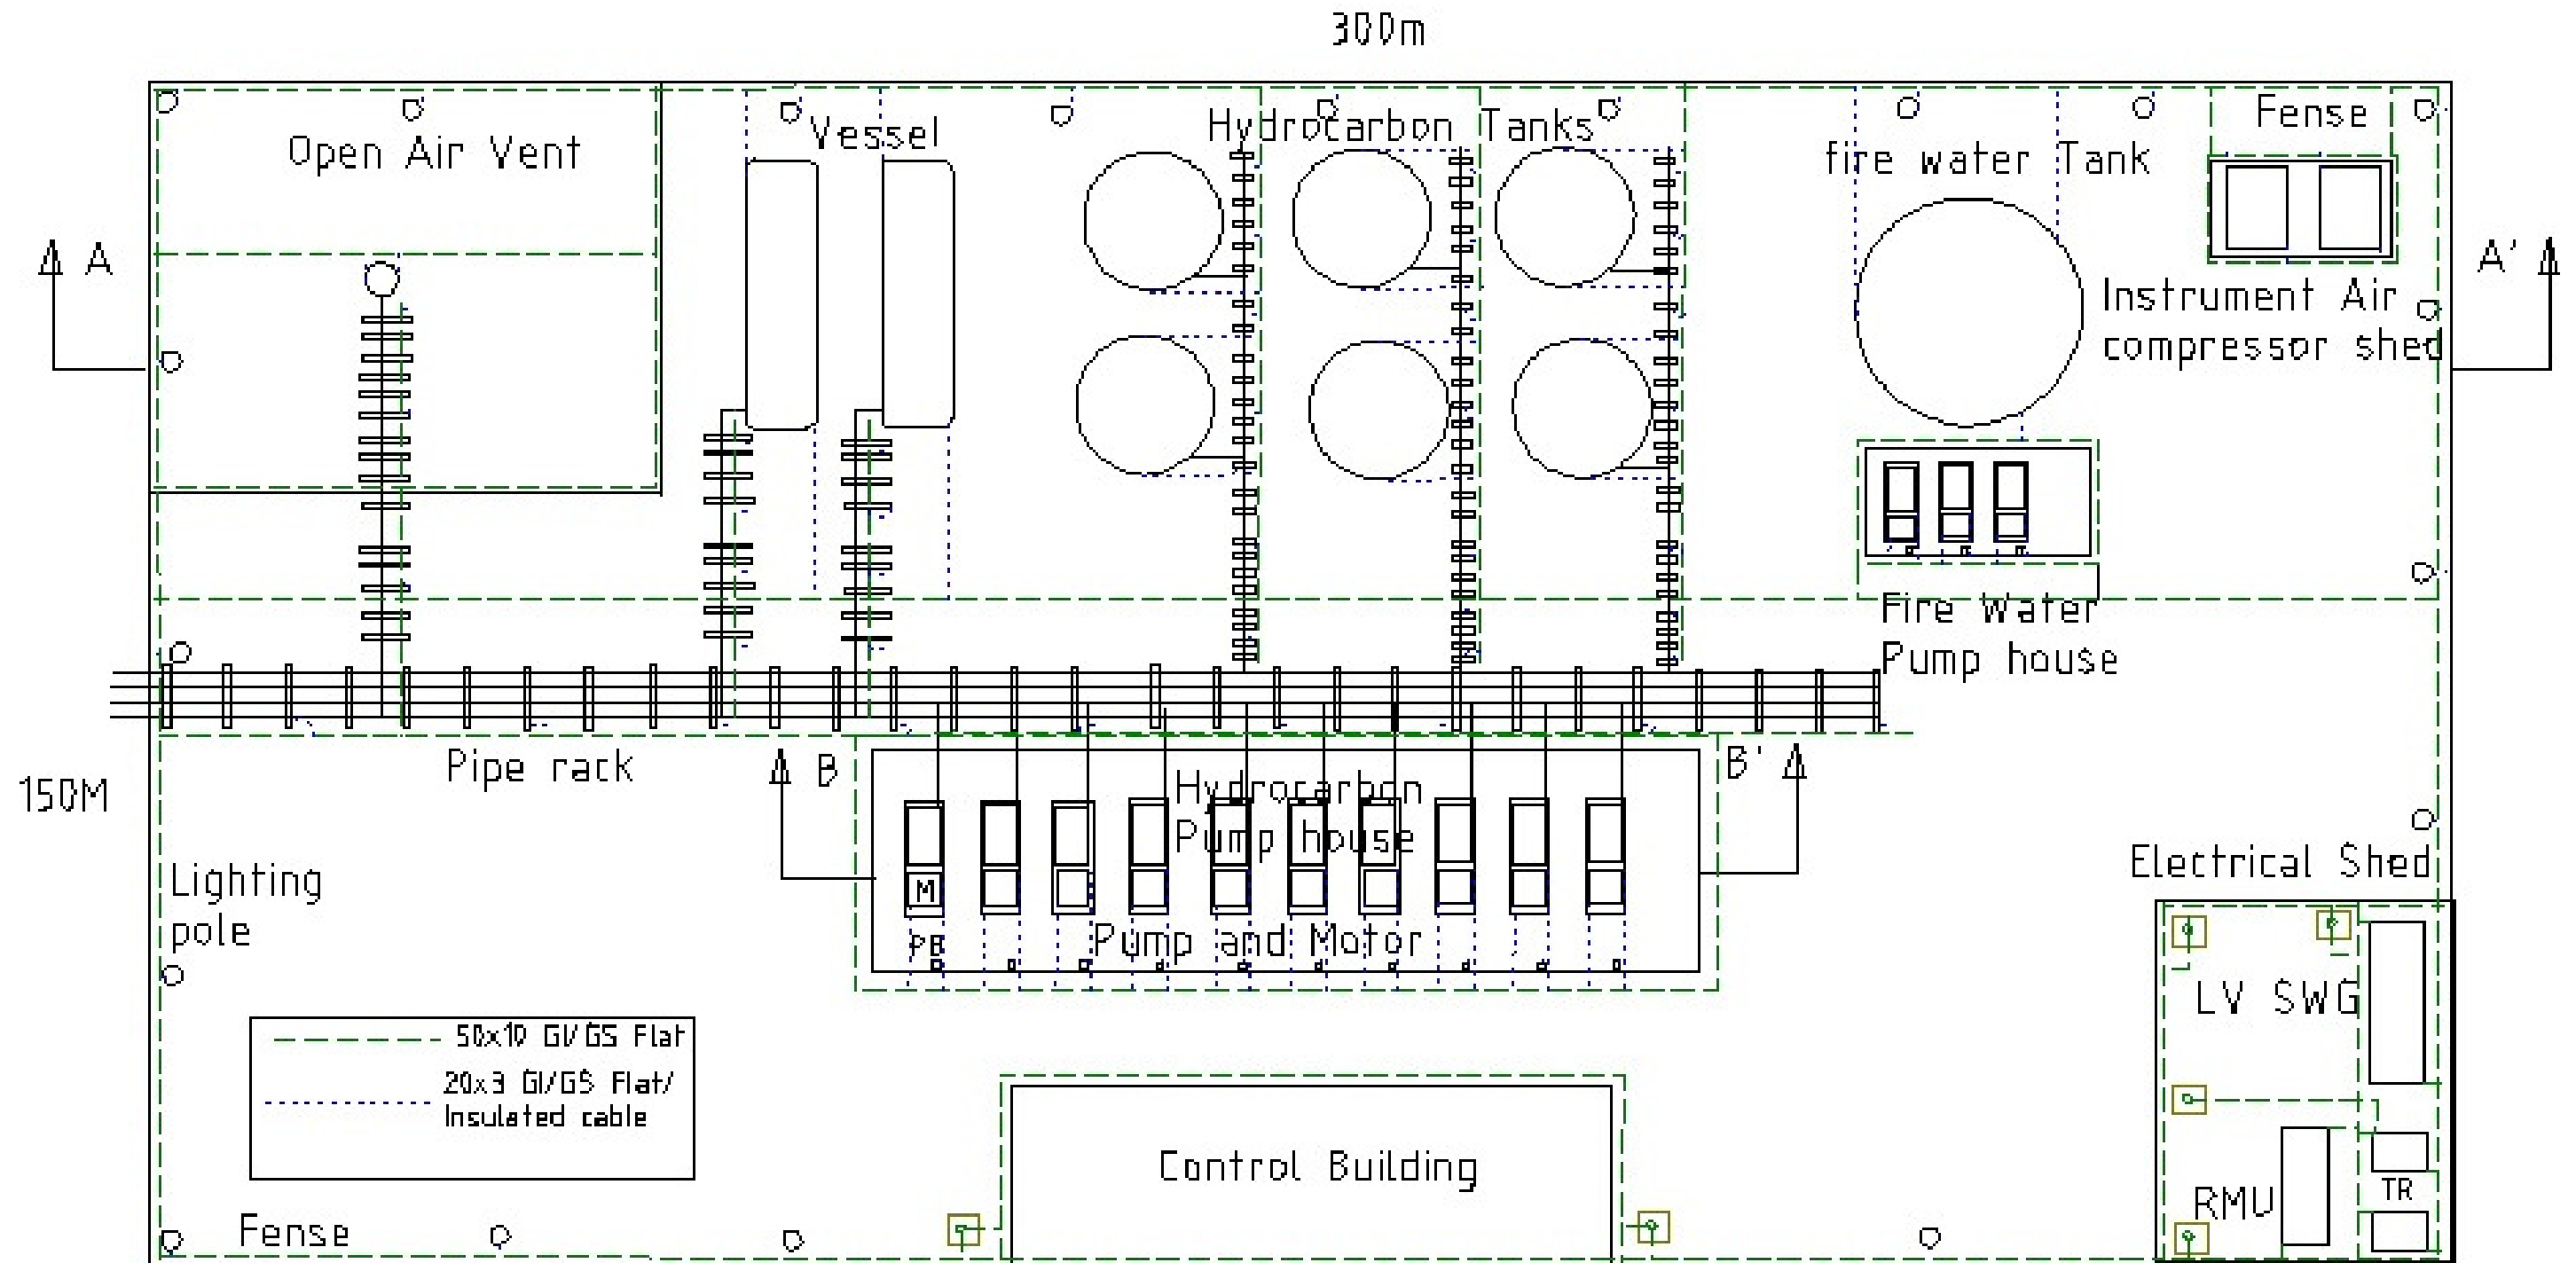 300m
Open Air Vent
Vessel
Hydrocarbon Tanks
fire water Tank
Fense
A
A'
Instrument Air
compressor shed
Fire Water
Pump house
Pipe rack
B
B'
150M
Hydrocarbon
Pump house
Lighting
pole
M
PB
Pump and Motor
Electrical Shed
LV SWG
50x10 GI/GS Flat
20x3 GI/GS Flat/
Insulated cable
Control Building
TR
RMU
Fense